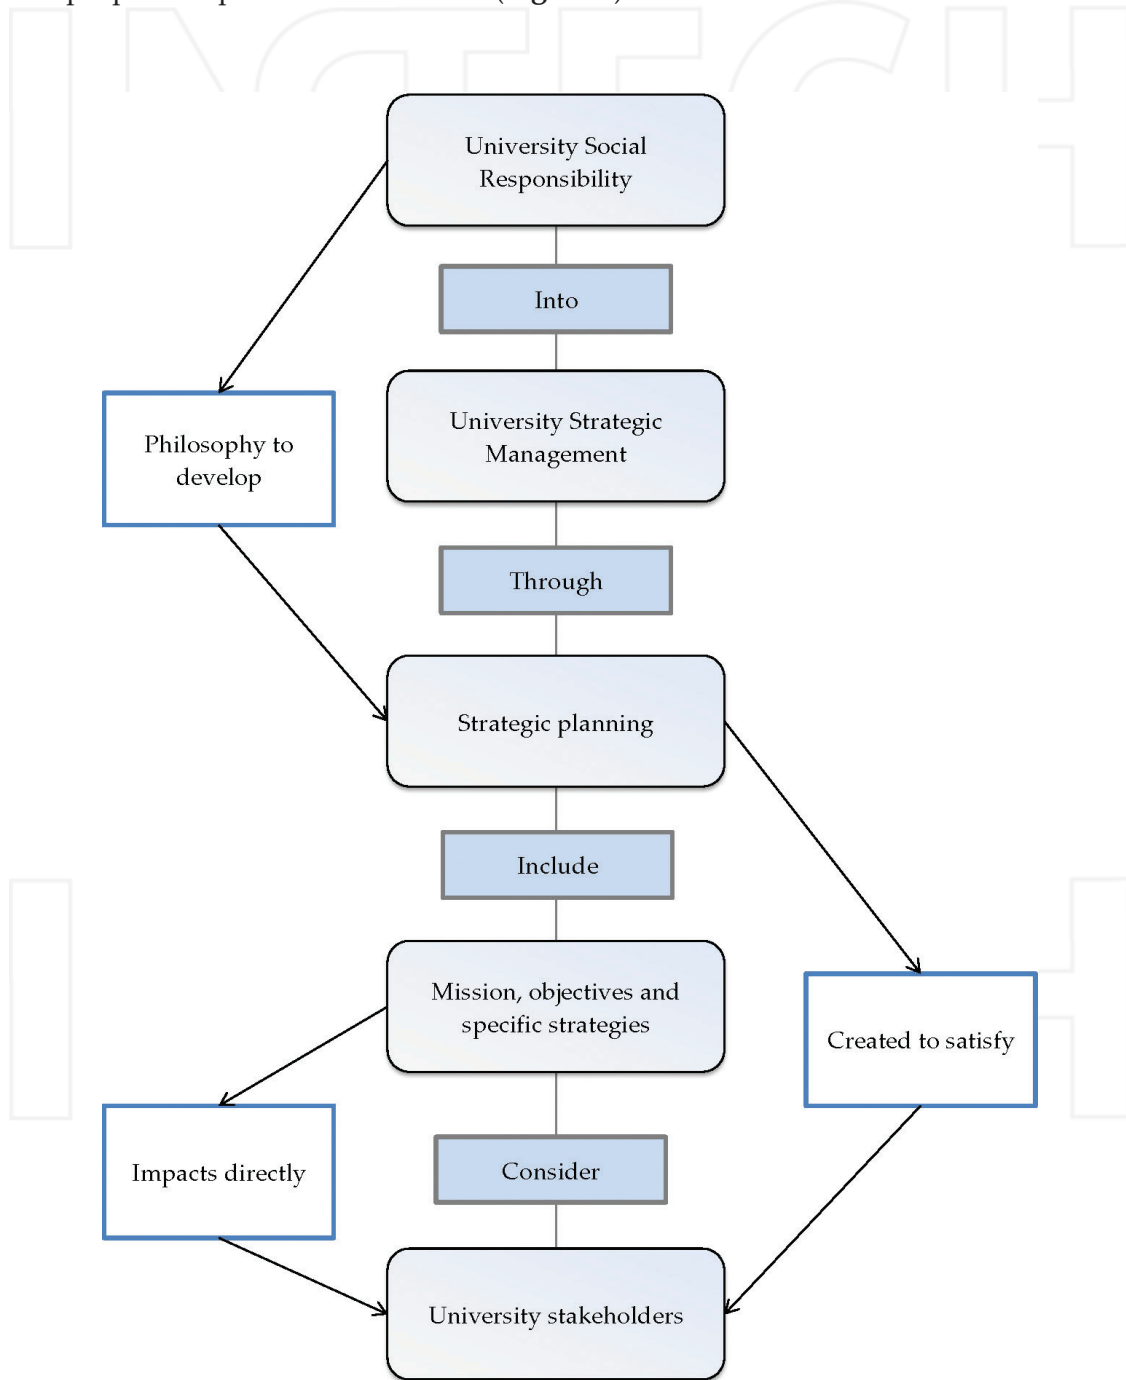 INTECH
University Social
Responsibility
Into
University Strategic
Management
Philosophy to
develop
Through
Strategic planning
Include
Mission, objectives and
specific strategies
Created to satisfy
Impacts directly
Consider
University stakeholders